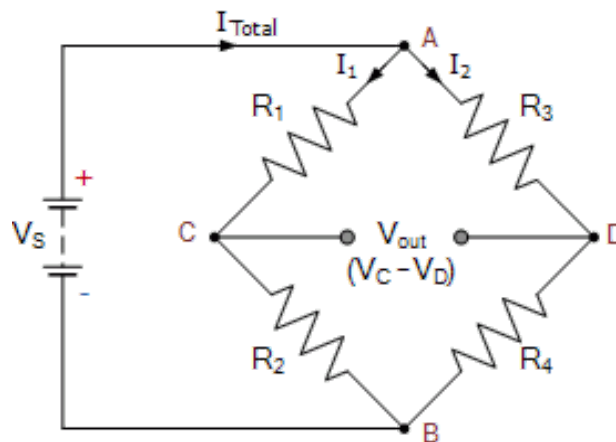 I_Total
A
I₁ I₂
R₁ R₃
+
V_S
C V_out D
(V_C – V_D)
-
R₂ R₄
B